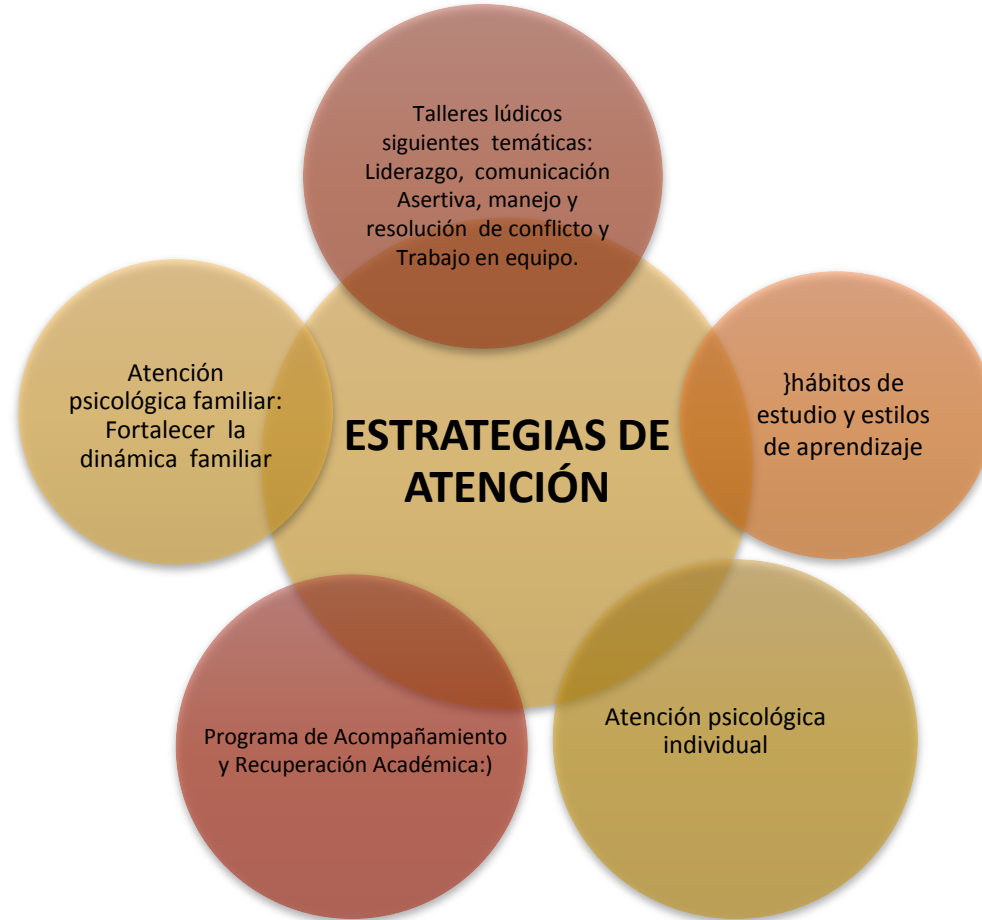 Talleres lúdicos
siguientes temáticas:
Liderazgo, comunicación
Asertiva, manejo y
resolución de conflicto y
Trabajo en equipo.
Atención
psicológica familiar:
Fortalecer la
dinámica familiar
ESTRATEGIAS DE
ATENCIÓN
}hábitos de
estudio y estilos
de aprendizaje
Programa de Acompañamiento
y Recuperación Académica:)
Atención psicológica
individual